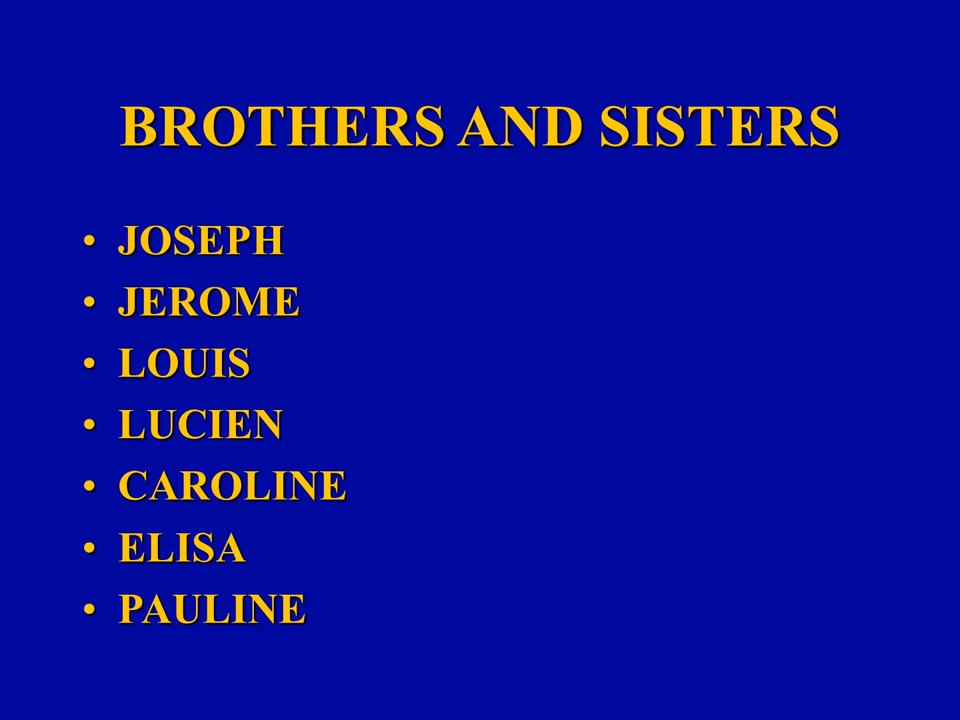 BROTHERS AND SISTERS
• JOSEPH
• JEROME
• LOUIS
• LUCIEN
• CAROLINE
• ELISA
• PAULINE